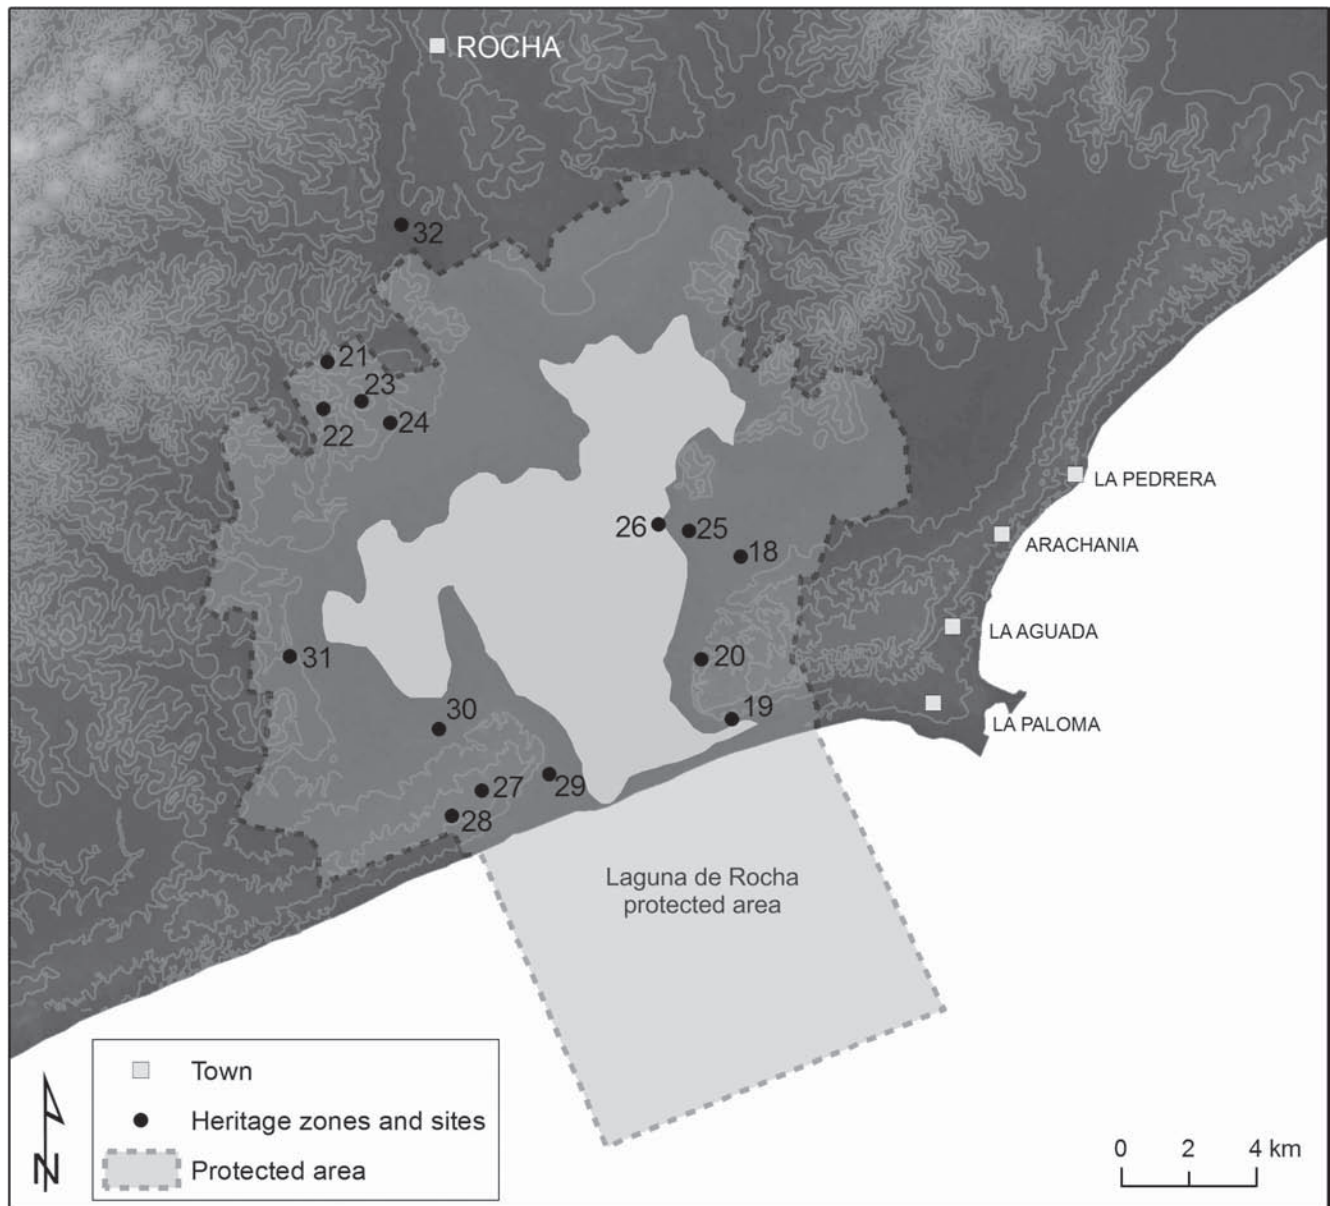 ROCHA
32
21
23
22
24
LA PEDRERA
26
25
18
ARACHANIA
LA AGUADA
31
20
30
19
LA PALOMA
27
29
28
Laguna de Rocha
protected area
Town
Heritage zones and sites
Protected area
N
0 2 4 km